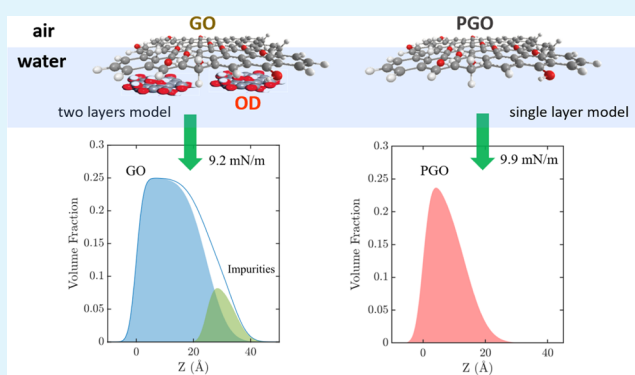 GO
PGO
air
water
OD
two layers model
single layer model
9.2 mN/m
9.9 mN/m
0.3
0.25
0.2
0.15
0.1
0.05
0
Volume Fraction
GO
Impurities
0
20
40
Z (Å)
0.3
0.25
0.2
0.15
0.1
0.05
0
Volume Fraction
PGO
0
20
40
Z (Å)